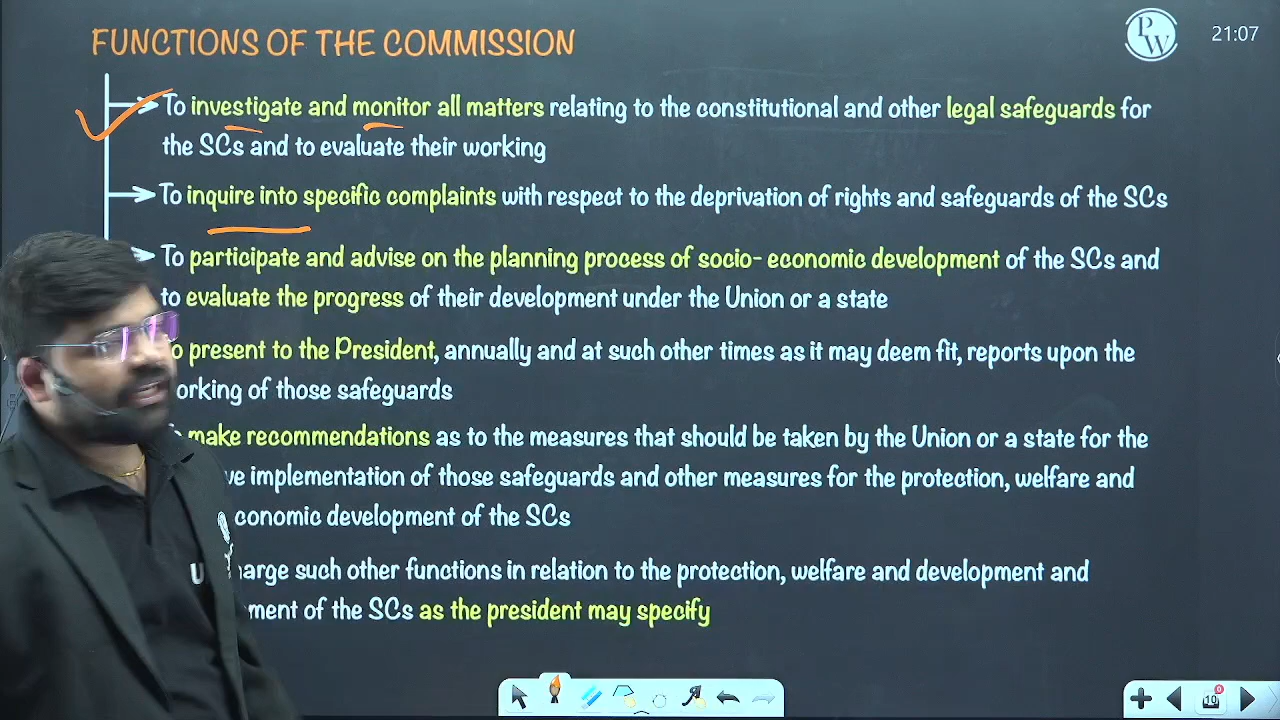 FUNCTIONS OF THE COMMISSION
PW
21:07
To investigate and monitor all matters relating to the constitutional and other legal safeguards for
the SCs and to evaluate their working
To inquire into specific complaints with respect to the deprivation of rights and safeguards of the SCs
To participate and advise on the planning process of socio- economic development of the SCs and
to evaluate the progress of their development under the Union or a state
o present to the President, annually and at such other times as it may deem fit, reports upon the
orking of those safeguards
make recommendations as to the measures that should be taken by the Union or a state for the
ve implementation of those safeguards and other measures for the protection, welfare and
conomic development of the SCs
harge such other functions in relation to the protection, welfare and development and
ment of the SCs as the president may specify
U
10